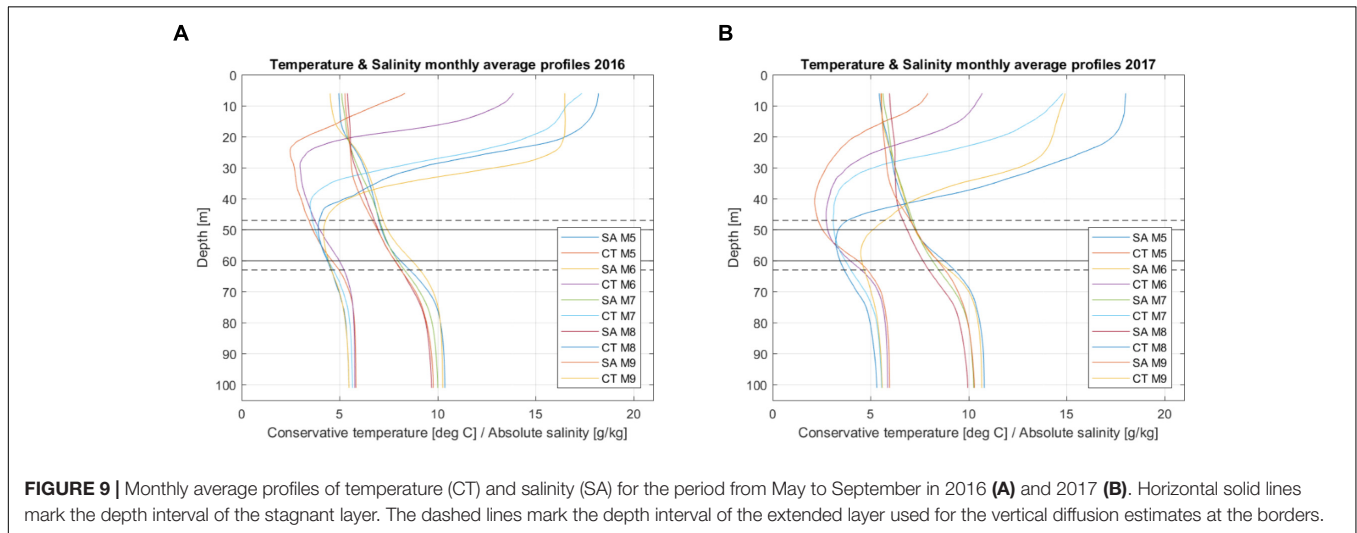 A
Temperature & Salinity monthly average profiles 2016
0
10
20
30
40
50
60
70
80
90
100
Depth [m]
SA M5
CT M5
SA M6
CT M6
SA M7
CT M7
SA M8
CT M8
SA M9
CT M9
0 5 10 15 20
Conservative temperature [deg C] / Absolute salinity [g/kg]
B
Temperature & Salinity monthly average profiles 2017
0
10
20
30
40
50
60
70
80
90
100
Depth [m]
SA M5
CT M5
SA M6
CT M6
SA M7
CT M7
SA M8
CT M8
SA M9
CT M9
0 5 10 15 20
Conservative temperature [deg C] / Absolute salinity [g/kg]
FIGURE 9 | Monthly average profiles of temperature (CT) and salinity (SA) for the period from May to September in 2016 (A) and 2017 (B). Horizontal solid lines
mark the depth interval of the stagnant layer. The dashed lines mark the depth interval of the extended layer used for the vertical diffusion estimates at the borders.